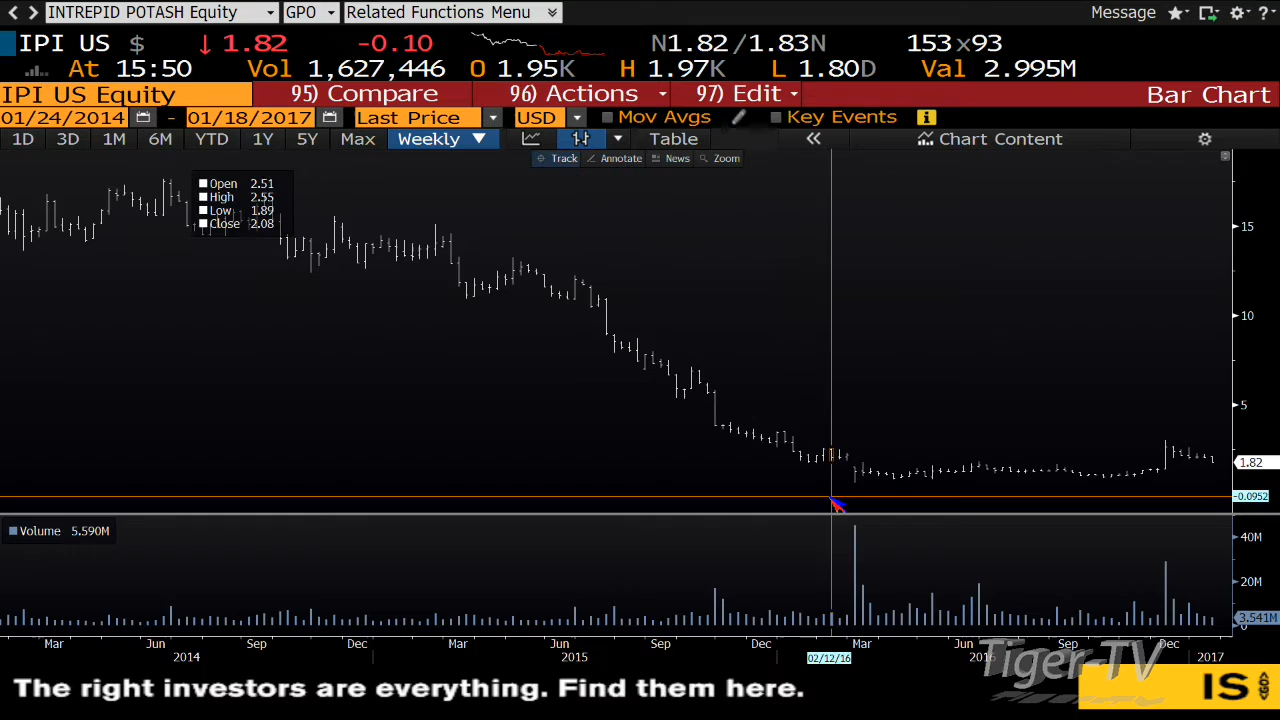 INTREPID POTASH Equity GPO Related Functions Menu Message
IPI US $ ↓ 1.82 -0.10 N1.82 /1.83N 153x93
At 15:50 Vol 1,627,446 O 1.95K H 1.97K L 1.80D Val 2.995M
IPI US Equity 95) Compare 96) Actions 97) Edit Bar Chart
01/24/2014 - 01/18/2017 Last Price USD Mov Avgs Key Events
1D 3D 1M 6M YTD 1Y 5Y Max Weekly ▼ Table « Chart Content
Track Annotate News Zoom
Open 2.51
High 2.55
Low 1.89
Close 2.08
15
10
5
1.82
-0.0952
Volume 5.590M
40M
20M
3.541M
0
Mar Jun Sep Dec Mar Jun Sep Dec Mar Jun Sep Dec
2014 2015 02/12/16 2016 2017
Tiger-TV
The right investors are everything. Find them here.
IS